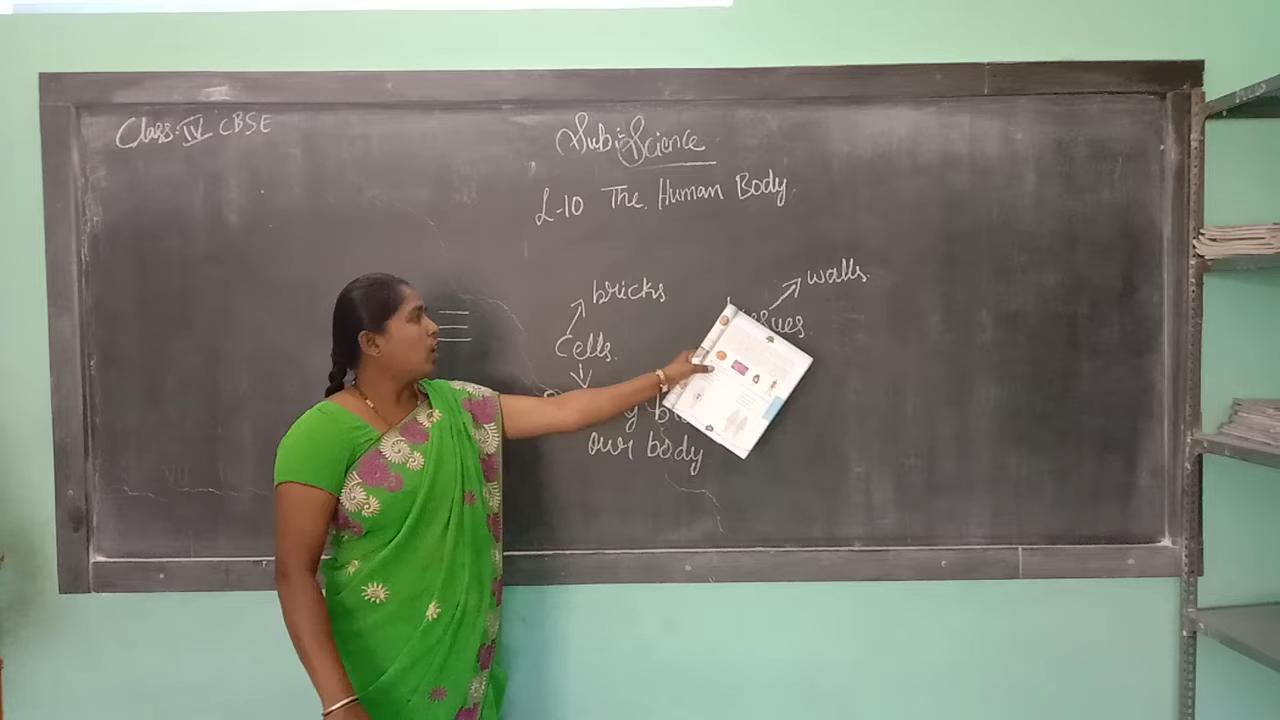 Class: IV CBSE
Sub:- Science
L-10 The Human Body
bricks
walls
Cells.
our body